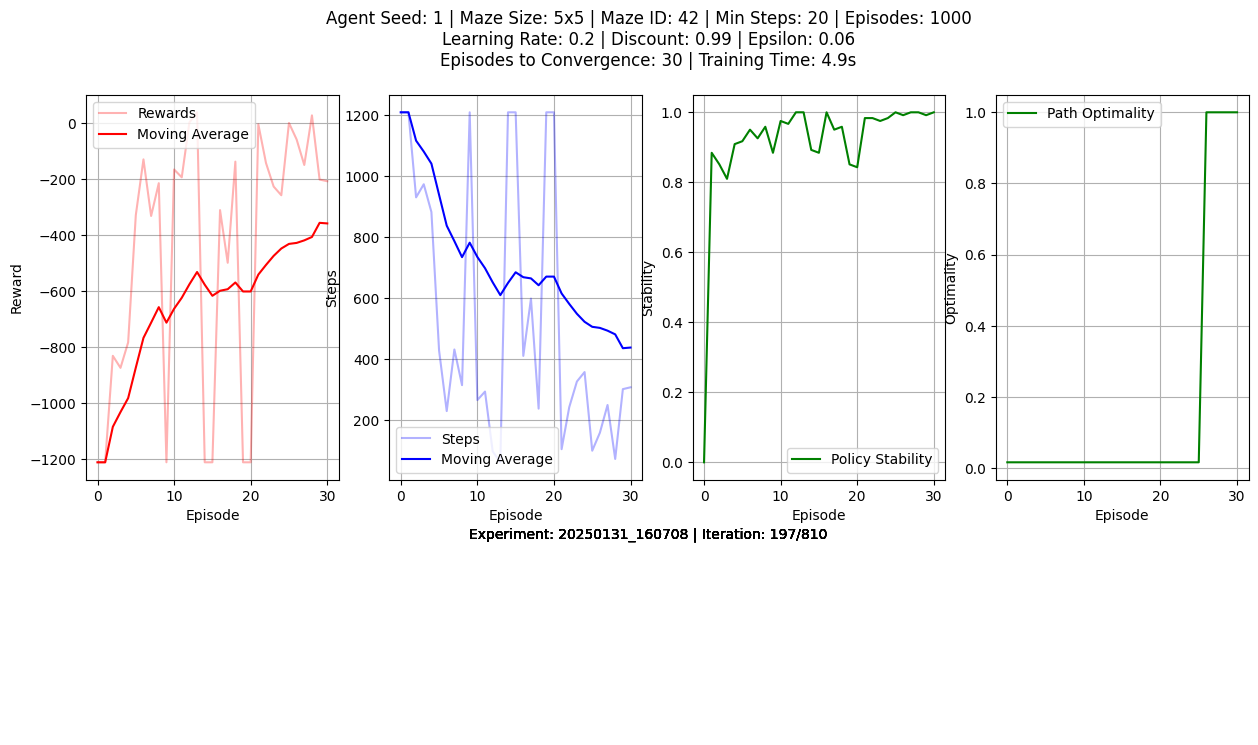 Agent Seed: 1 | Maze Size: 5x5 | Maze ID: 42 | Min Steps: 20 | Episodes: 1000
Learning Rate: 0.2 | Discount: 0.99 | Epsilon: 0.06
Episodes to Convergence: 30 | Training Time: 4.9s
Rewards
Moving Average
0
−200
−400
−600
−800
−1000
−1200
Reward
0
10
20
30
Episode
1200
1000
800
600
400
200
Steps
Steps
Moving Average
0
10
20
30
Episode
1.0
0.8
0.6
0.4
0.2
0.0
Stability
Policy Stability
0
10
20
30
Episode
Path Optimality
1.0
0.8
0.6
0.4
0.2
0.0
Optimality
0
10
20
30
Episode
Experiment: 20250131_160708 | Iteration: 197/810